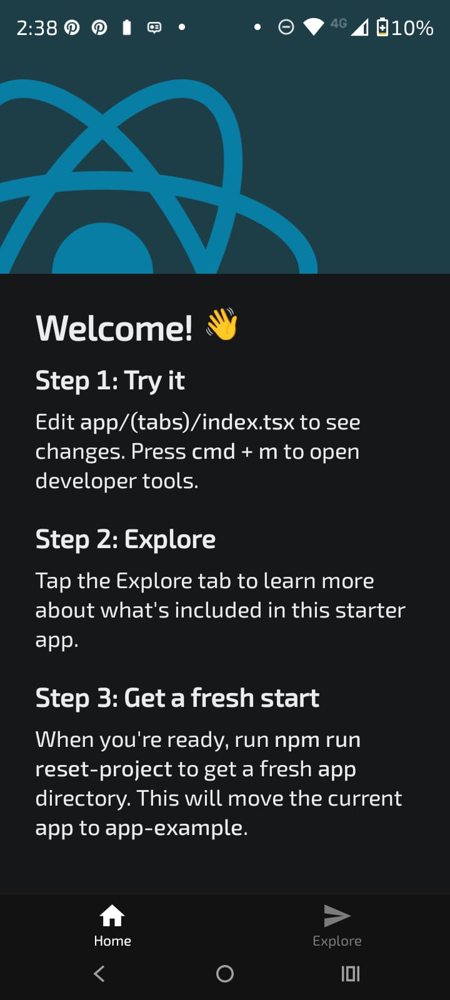 2:38 4G 10%
Welcome! 👋
Step 1: Try it
Edit app/(tabs)/index.tsx to see
changes. Press cmd + m to open
developer tools.
Step 2: Explore
Tap the Explore tab to learn more
about what's included in this starter
app.
Step 3: Get a fresh start
When you're ready, run npm run
reset-project to get a fresh app
directory. This will move the current
app to app-example.
Home Explore